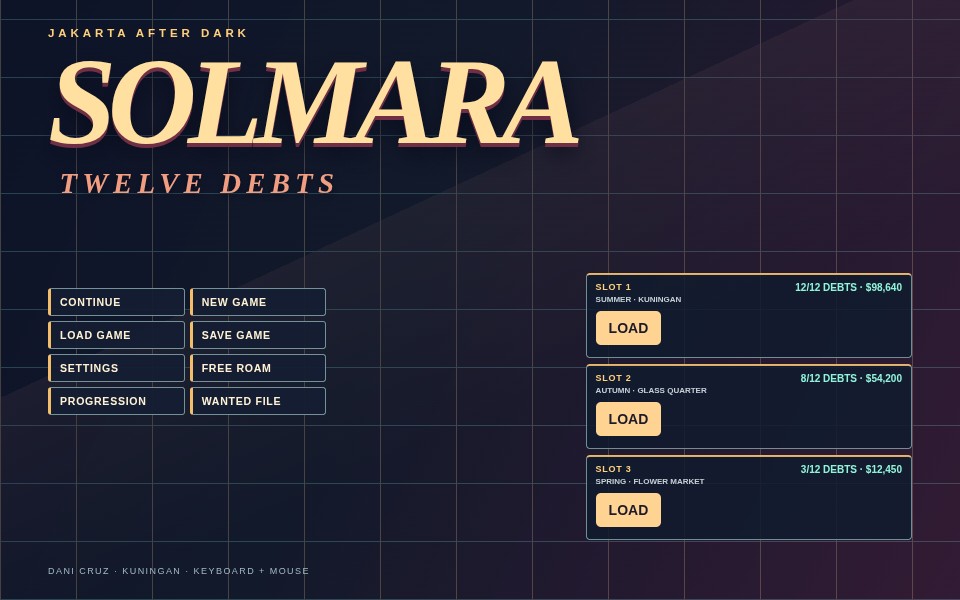 JAKARTA AFTER DARK
SOLMARA
TWELVE DEBTS
CONTINUE
NEW GAME
LOAD GAME
SAVE GAME
SETTINGS
FREE ROAM
PROGRESSION
WANTED FILE
SLOT 1
12/12 DEBTS · $98,640
SUMMER · KUNINGAN
LOAD
SLOT 2
8/12 DEBTS · $54,200
AUTUMN · GLASS QUARTER
LOAD
SLOT 3
3/12 DEBTS · $12,450
SPRING · FLOWER MARKET
LOAD
DANI CRUZ · KUNINGAN · KEYBOARD + MOUSE